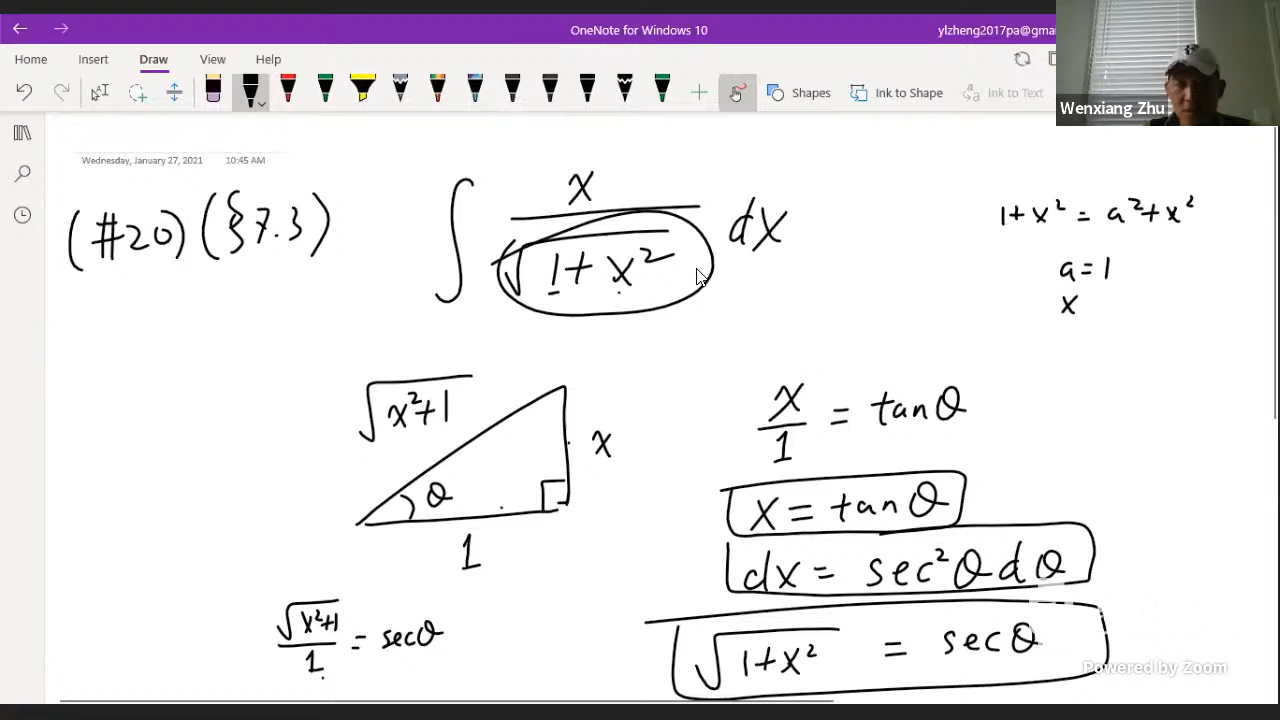 OneNote for Windows 10
ylzheng2017pa@gmai
Home Insert Draw View Help
Shapes Ink to Shape Ink to Text
Wenxiang Zhu
Wednesday, January 27, 2021 10:45 AM
(#20) (§7.3) ∫ x / √(1+x²) dx
1+x² = a²+x²
a=1
x
√(x²+1)
x/1 = tanθ
x
θ
x = tanθ
1
dx = sec²θ dθ
√(x²+1)/1 = secθ
√(1+x²) = secθ
Powered by Zoom